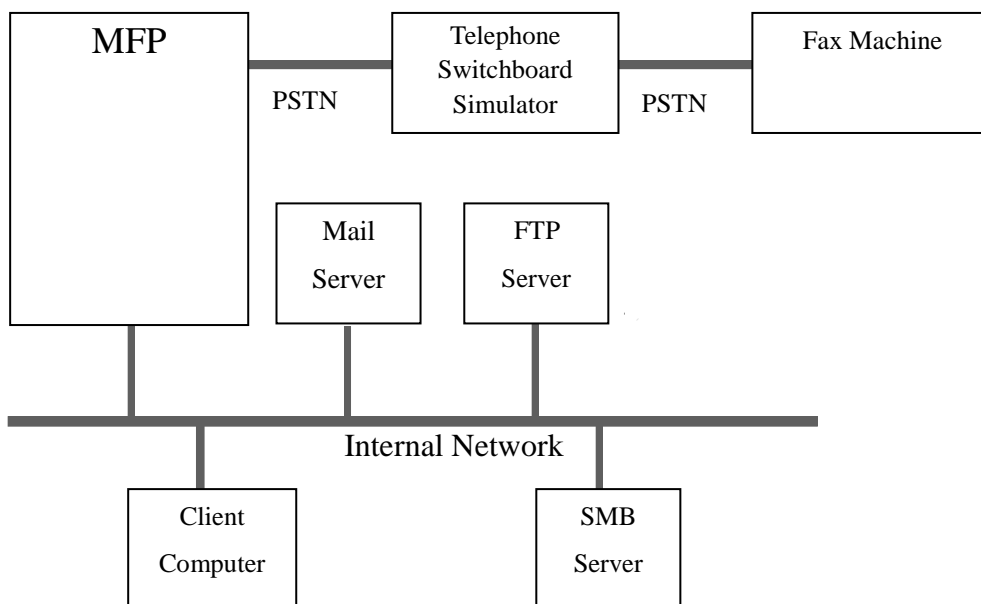 MFP
Telephone
Switchboard
Simulator
Fax Machine
PSTN
PSTN
Mail
Server
FTP
Server
Internal Network
Client
Computer
SMB
Server